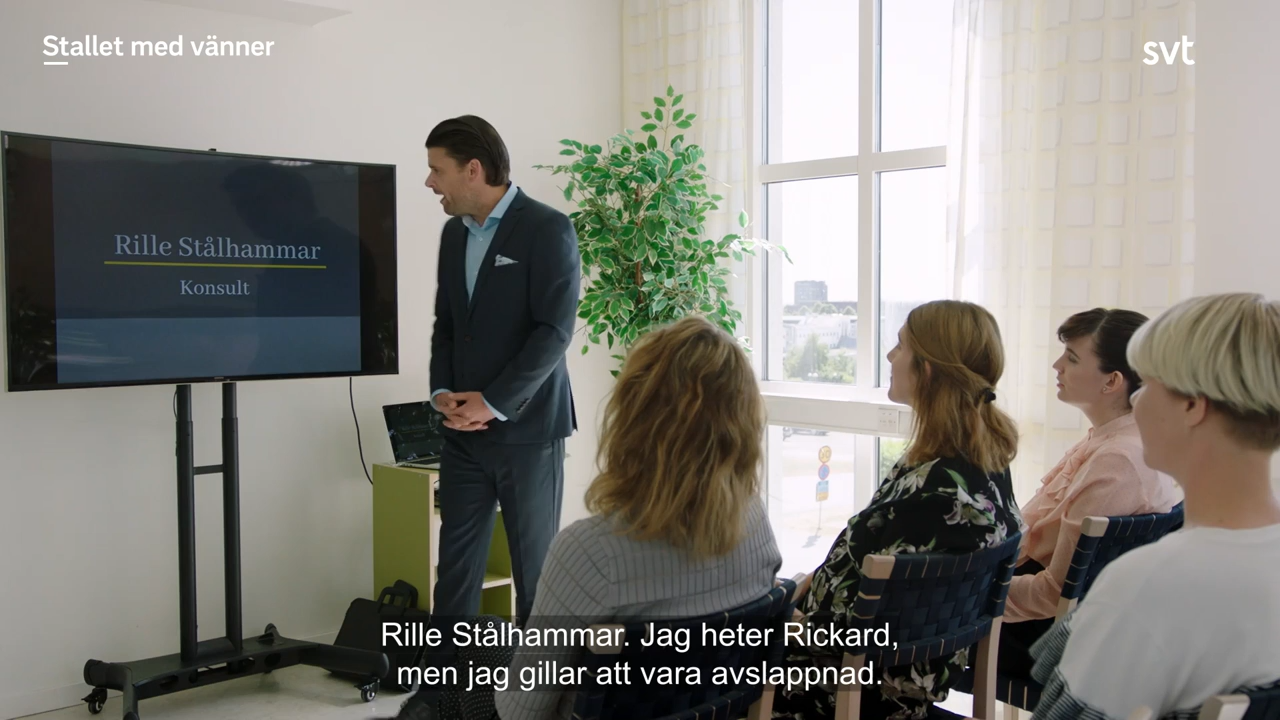 Stallet med vänner
svt
Rille Stålhammar
Konsult
Rille Stålhammar. Jag heter Rickard,
men jag gillar att vara avslappnad.